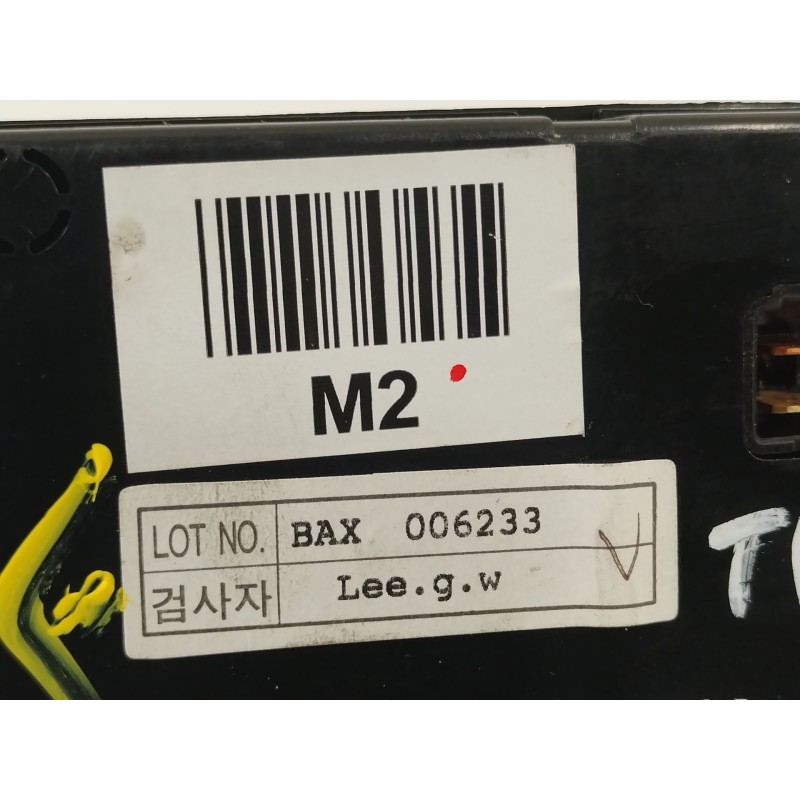 M2
LOT NO. BAX 006233
검사자 Lee.g.w